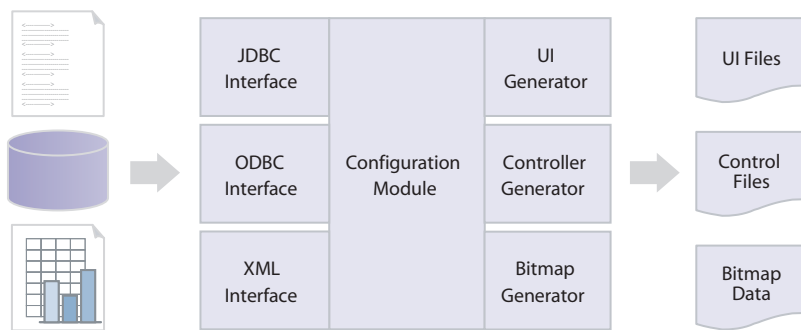 JDBC
Interface
UI
Generator
UI Files
ODBC
Interface
Configuration
Module
Controller
Generator
Control
Files
XML
Interface
Bitmap
Generator
Bitmap
Data